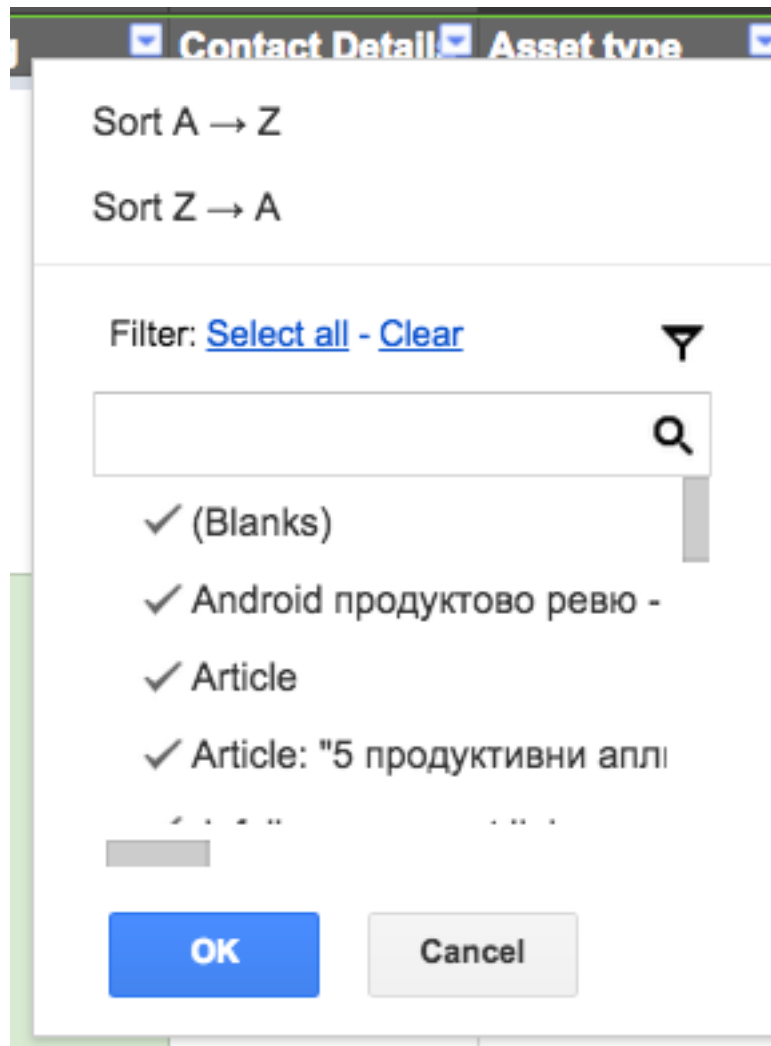 Contact Details Asset type
Sort A → Z
Sort Z → A
Filter: Select all - Clear
(Blanks)
Android продуктово ревю -
Article
Article: "5 продуктивни апл
OK
Cancel